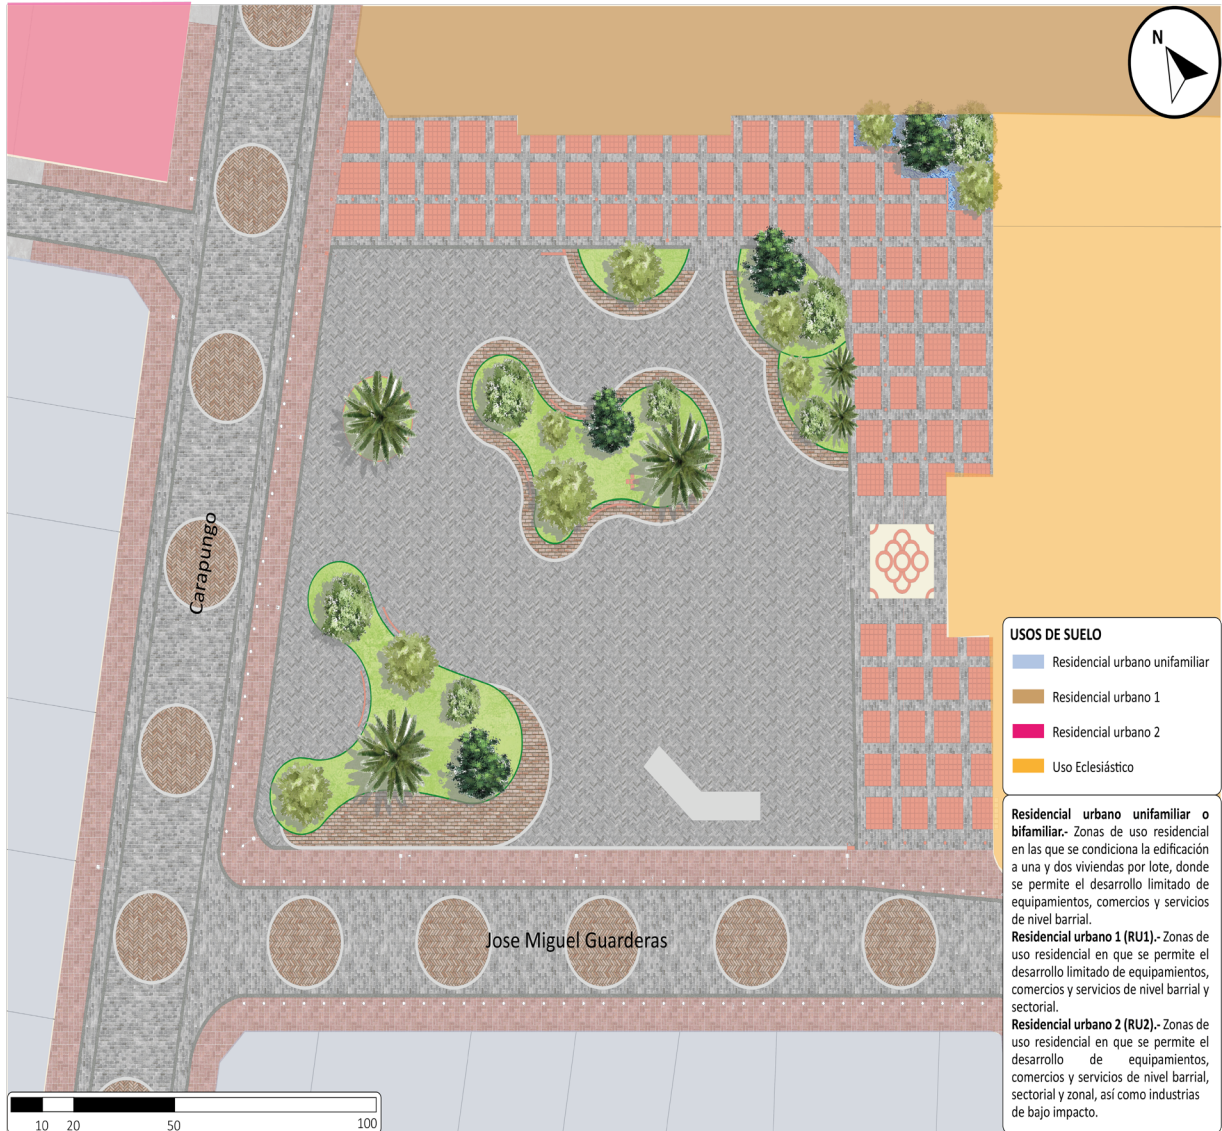 N
Carapungo
Jose Miguel Guarderas
USOS DE SUELO
Residencial urbano unifamiliar
Residencial urbano 1
Residencial urbano 2
Uso Eclesiástico
Residencial urbano unifamiliar o
bifamiliar.- Zonas de uso residencial
en las que se condiciona la edificación
a una y dos viviendas por lote, donde
se permite el desarrollo limitado de
equipamientos, comercios y servicios
de nivel barrial.
Residencial urbano 1 (RU1).- Zonas de
uso residencial en que se permite el
desarrollo limitado de equipamientos,
comercios y servicios de nivel barrial y
sectorial.
Residencial urbano 2 (RU2).- Zonas de
uso residencial en que se permite el
desarrollo de equipamientos,
comercios y servicios de nivel barrial,
sectorial y zonal, así como industrias
de bajo impacto.
10 20 50 100